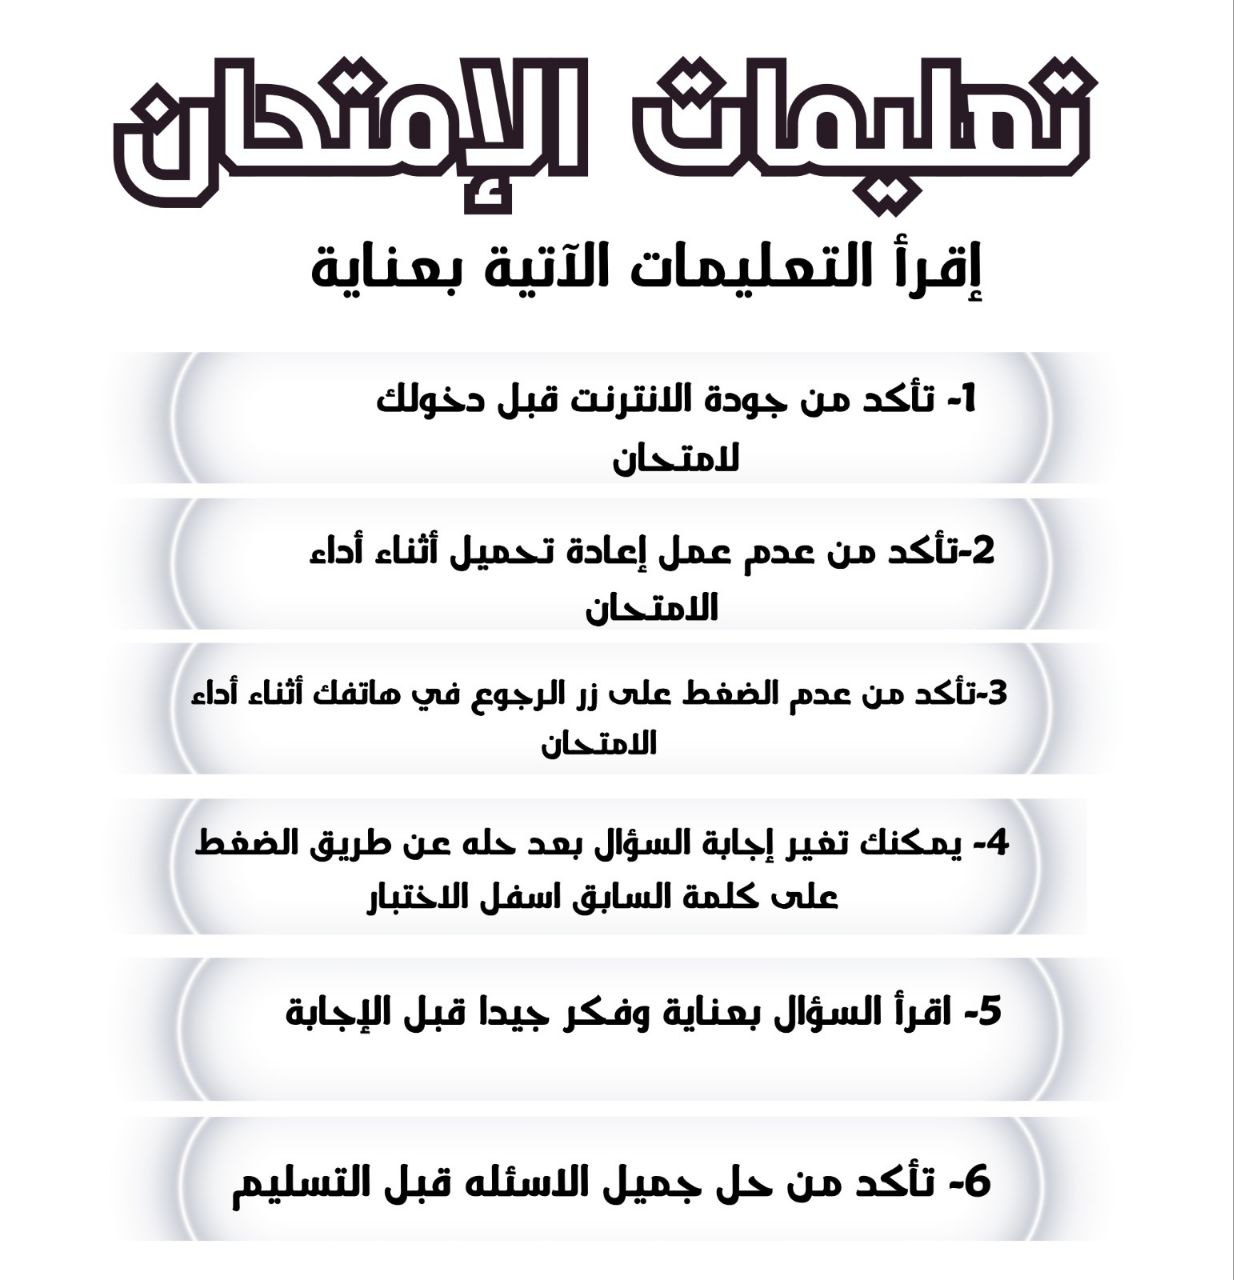 تعليمات الإمتحان
إقرأ التعليمات الآتية بعناية
1- تأكد من جودة الانترنت قبل دخولك
لامتحان
2-تأكد من عدم عمل إعادة تحميل أثناء أداء
الامتحان
3-تأكد من عدم الضغط على زر الرجوع في هاتفك أثناء أداء
الامتحان
4- يمكنك تغير إجابة السؤال بعد حله عن طريق الضغط
على كلمة السابق اسفل الاختبار
5- اقرأ السؤال بعناية وفكر جيدا قبل الإجابة
6- تأكد من حل جميل الاسئله قبل التسليم